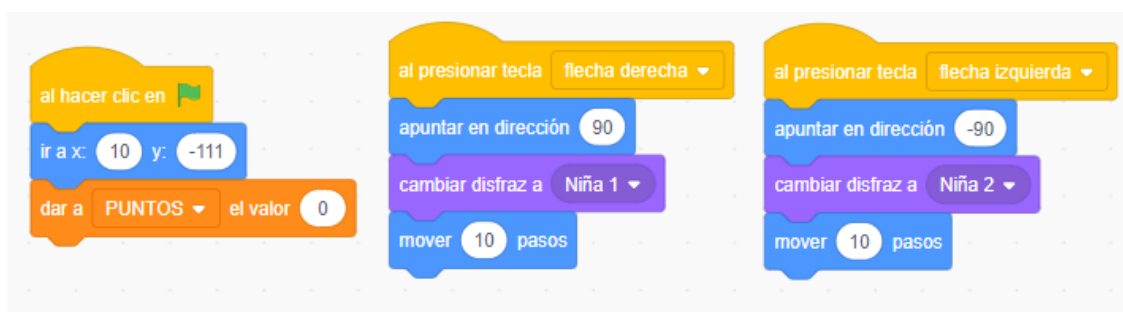 al hacer clic en
ir a x: 10 y: -111
dar a PUNTOS el valor 0
al presionar tecla flecha derecha
apuntar en dirección 90
cambiar disfraz a Niña 1
mover 10 pasos
al presionar tecla flecha izquierda
apuntar en dirección -90
cambiar disfraz a Niña 2
mover 10 pasos